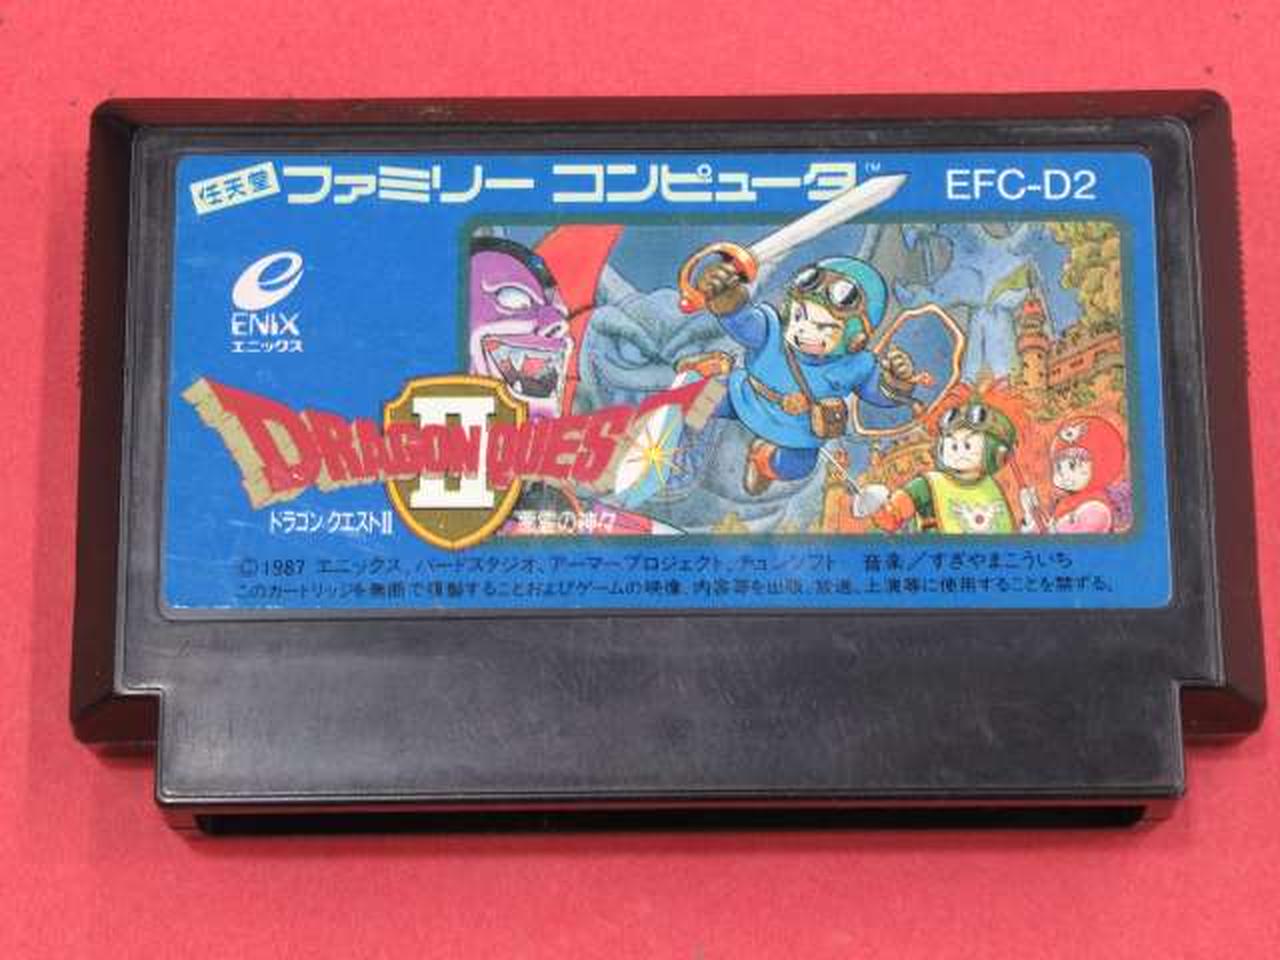 任天堂 ファミリー コンピュータ™ EFC-D2
ENIX
エニックス
DRAGON QUEST
II
ドラゴンクエストII 悪霊の神々
©1987 エニックス、バードスタジオ、アーマープロジェクト、チュンソフト 音楽／すぎやまこういち
このカートリッジを無断で複製することおよびゲームの映像、内容等を出版、放送、上演等に使用することを禁ずる。